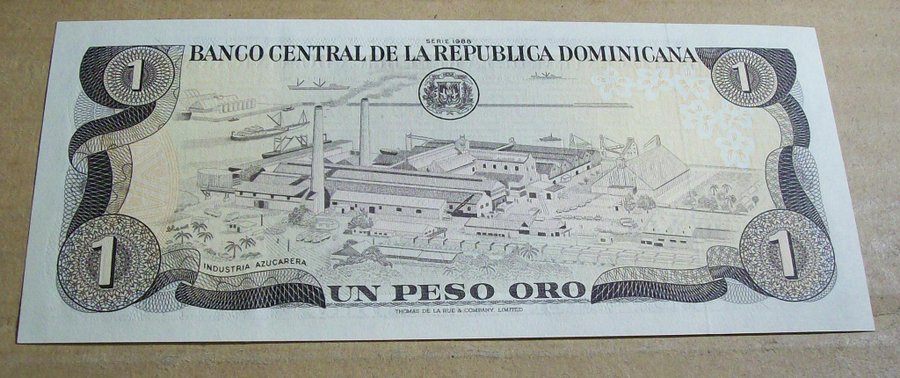 SERIE 1988
BANCO CENTRAL DE LA REPUBLICA DOMINICANA
1
1
1
1
INDUSTRIA AZUCARERA
UN PESO ORO
THOMAS DE LA RUE & COMPANY, LIMITED